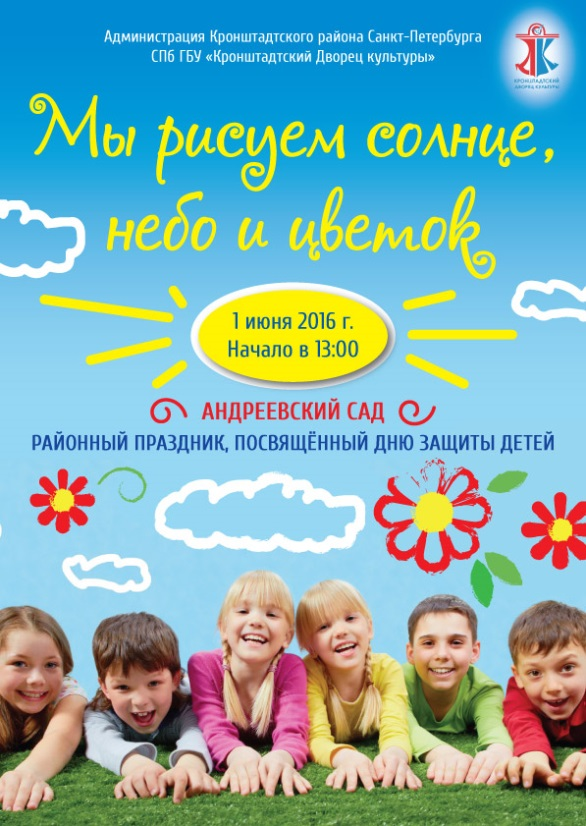 Администрация Кронштадтского района Санкт-Петербурга
СПб ГБУ «Кронштадтский Дворец культуры»
КРОНШТАДТСКИЙ
ДВОРЕЦ КУЛЬТУРЫ
Мы рисуем солнце,
небо и цветок
1 июня 2016 г.
Начало в 13:00
АНДРЕЕВСКИЙ САД
РАЙОННЫЙ ПРАЗДНИК, ПОСВЯЩЁННЫЙ ДНЮ ЗАЩИТЫ ДЕТЕЙ